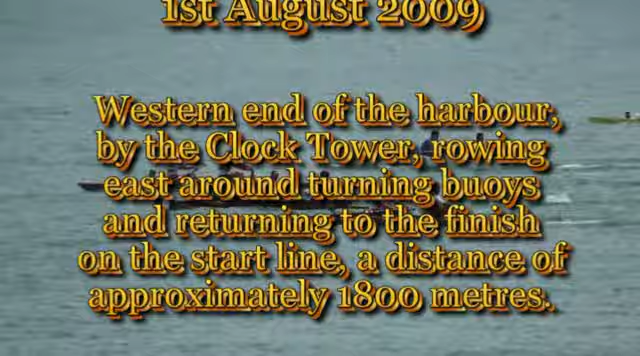 1st August 2009
Western end of the harbour,
by the Clock Tower, rowing
east around turning buoys
and returning to the finish
on the start line, a distance of
approximately 1800 metres.